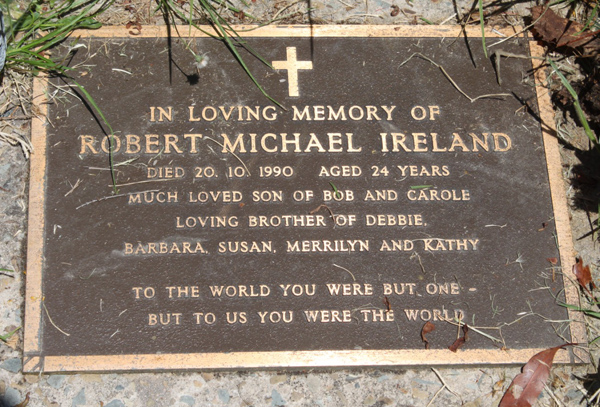 IN LOVING MEMORY OF
ROBERT MICHAEL IRELAND
DIED 20. 10. 1990 AGED 24 YEARS
MUCH LOVED SON OF BOB AND CAROLE
LOVING BROTHER OF DEBBIE,
BARBARA, SUSAN, MERRILYN AND KATHY
TO THE WORLD YOU WERE BUT ONE -
BUT TO US YOU WERE THE WORLD